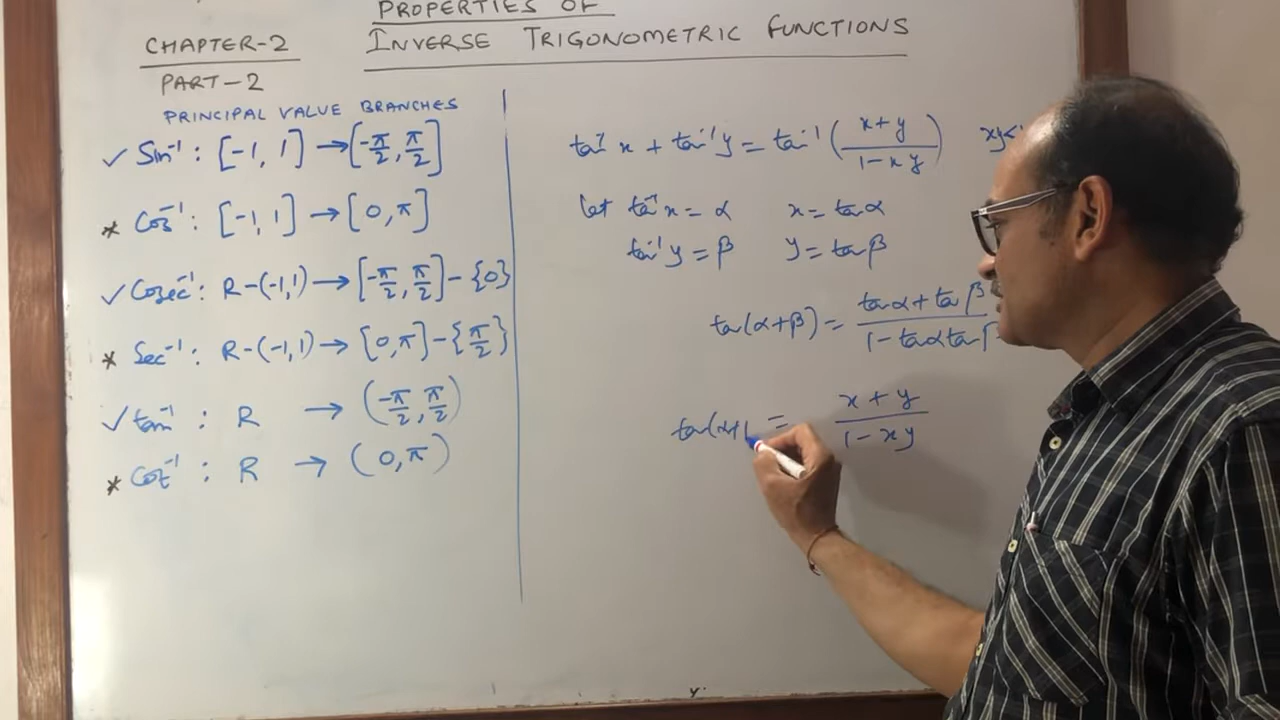 PROPERTIES OF
INVERSE TRIGONOMETRIC FUNCTIONS
CHAPTER-2
PART-2
PRINCIPAL VALUE BRANCHES
✓ Sin⁻¹ : [-1, 1] → [-π/2, π/2]
* Cos⁻¹ : [-1, 1] → [0, π]
✓ Cosec⁻¹ : R-(-1,1) → [-π/2, π/2] - {0}
* Sec⁻¹ : R-(-1,1) → [0, π] - {π/2}
✓ tan⁻¹ : R → (-π/2, π/2)
* Cot⁻¹ : R → (0, π)
tan⁻¹ x + tan⁻¹ y = tan⁻¹ ((x+y)/(1-xy)) xy<
let tan⁻¹ x = α x = tan α
tan⁻¹ y = β y = tan β
tan(α+β) = (tan α + tan β)/(1 - tan α tan
tan(α+ = (x+y)/(1-xy)